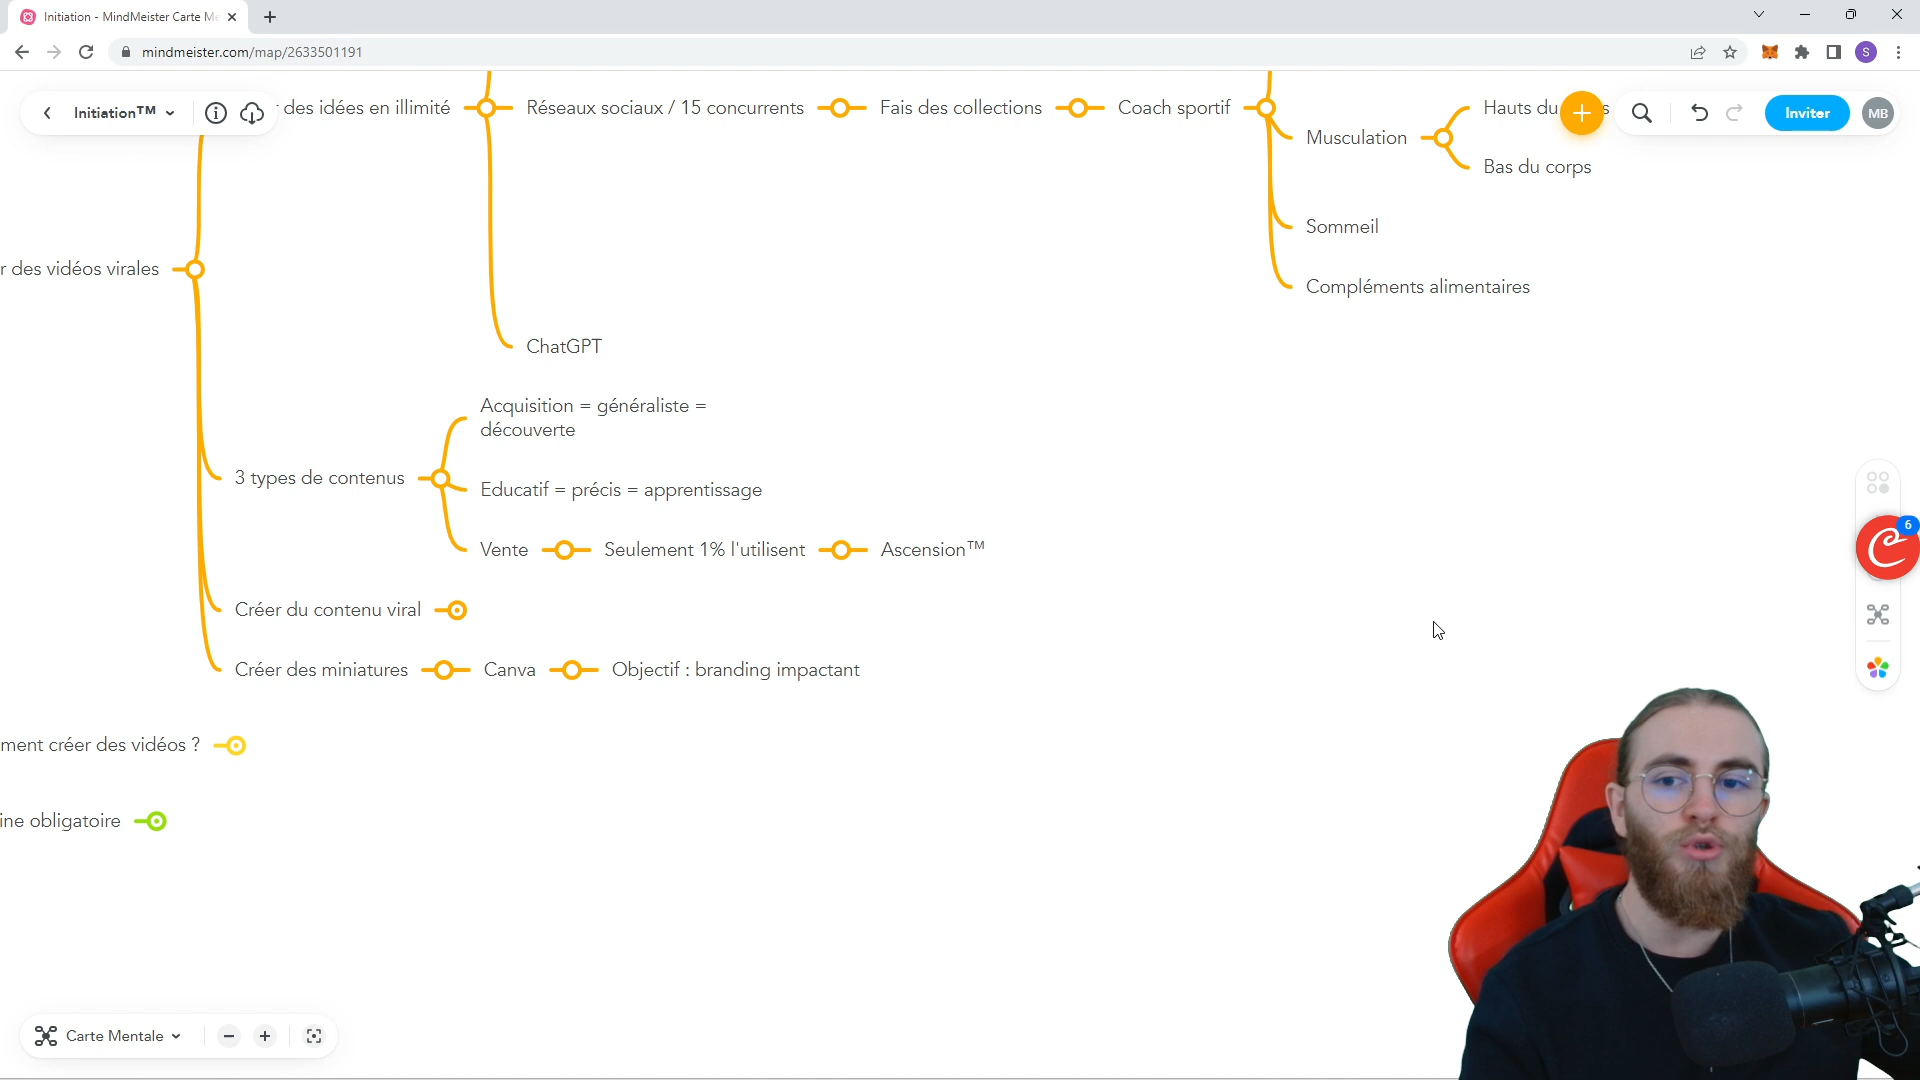 Initiation - MindMeister Carte Me
mindmeister.com/map/2633501191
S
Initiation™
des idées en illimité
Réseaux sociaux / 15 concurrents
Fais des collections
Coach sportif
Hauts du
s
Inviter
MB
Musculation
Bas du corps
Sommeil
r des vidéos virales
Compléments alimentaires
ChatGPT
Acquisition = généraliste =
découverte
3 types de contenus
Educatif = précis = apprentissage
6
Vente
Seulement 1% l'utilisent
Ascension™
Créer du contenu viral
Créer des miniatures
Canva
Objectif : branding impactant
ment créer des vidéos ?
ine obligatoire
Carte Mentale